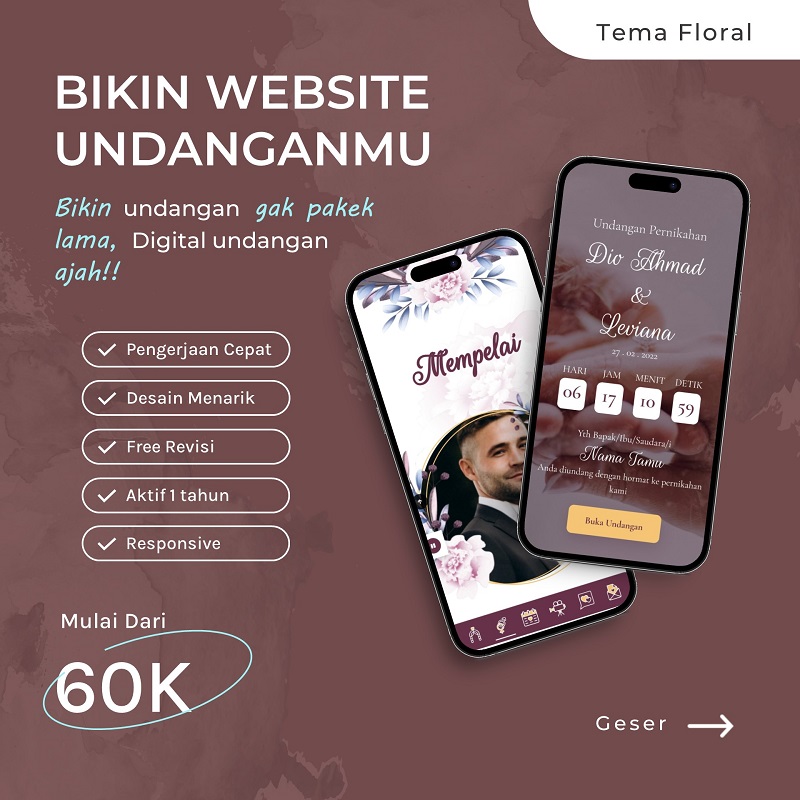 Tema Floral
BIKIN WEBSITE
UNDANGANMU
Bikin undangan gak pakek
lama, Digital undangan
ajah!!
Pengerjaan Cepat
Desain Menarik
Free Revisi
Aktif 1 tahun
Responsive
Mulai Dari
60K
Mempelai
Undangan Pernikahan
Dio Ahmad
&
Leviana
27 . 02 . 2022
HARI JAM MENIT DETIK
06 17 10 59
Yth Bapak/Ibu/Saudara/i
Nama Tamu
Anda diundang dengan hormat ke pernikahan
kami
Buka Undangan
Geser